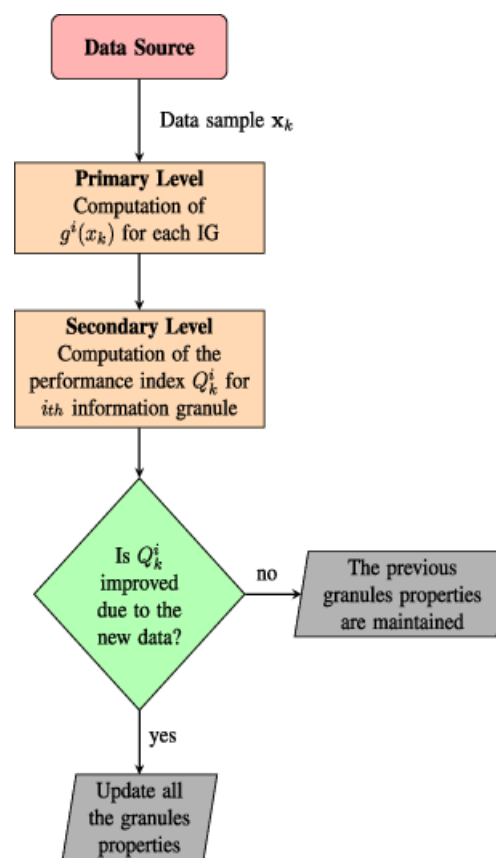 Data Source
Data sample x_k
Primary Level
Computation of
g^i(x_k) for each IG
Secondary Level
Computation of the
performance index Q_k^i for
i_th information granule
Is Q_k^i
improved
due to the
new data?
no
The previous
granules properties
are maintained
yes
Update all
the granules
properties